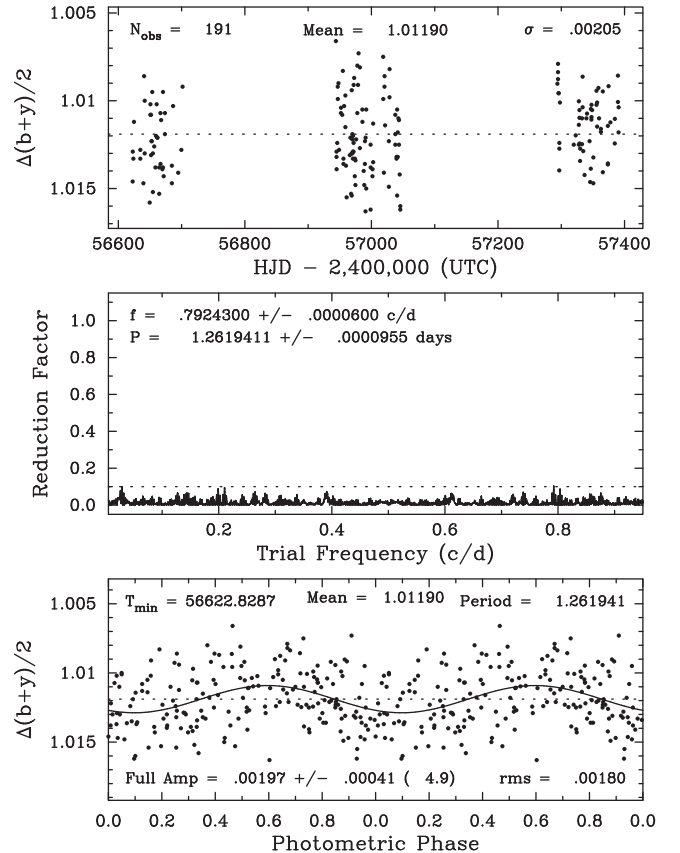 N_obs = 191 Mean = 1.01190 σ = .00205
1.005
1.01
1.015
Δ(b+y)/2
56600 56800 57000 57200 57400
HJD − 2,400,000 (UTC)
f = .7924300 +/− .0000600 c/d
P = 1.2619411 +/− .0000955 days
1.0
0.8
0.6
0.4
0.2
0.0
Reduction Factor
0.2 0.4 0.6 0.8
Trial Frequency (c/d)
T_min = 56622.8287 Mean = 1.01190 Period = 1.261941
1.005
1.01
1.015
Δ(b+y)/2
Full Amp = .00197 +/− .00041 ( 4.9) rms = .00180
0.0 0.2 0.4 0.6 0.8 0.0 0.2 0.4 0.6 0.8 0.0
Photometric Phase